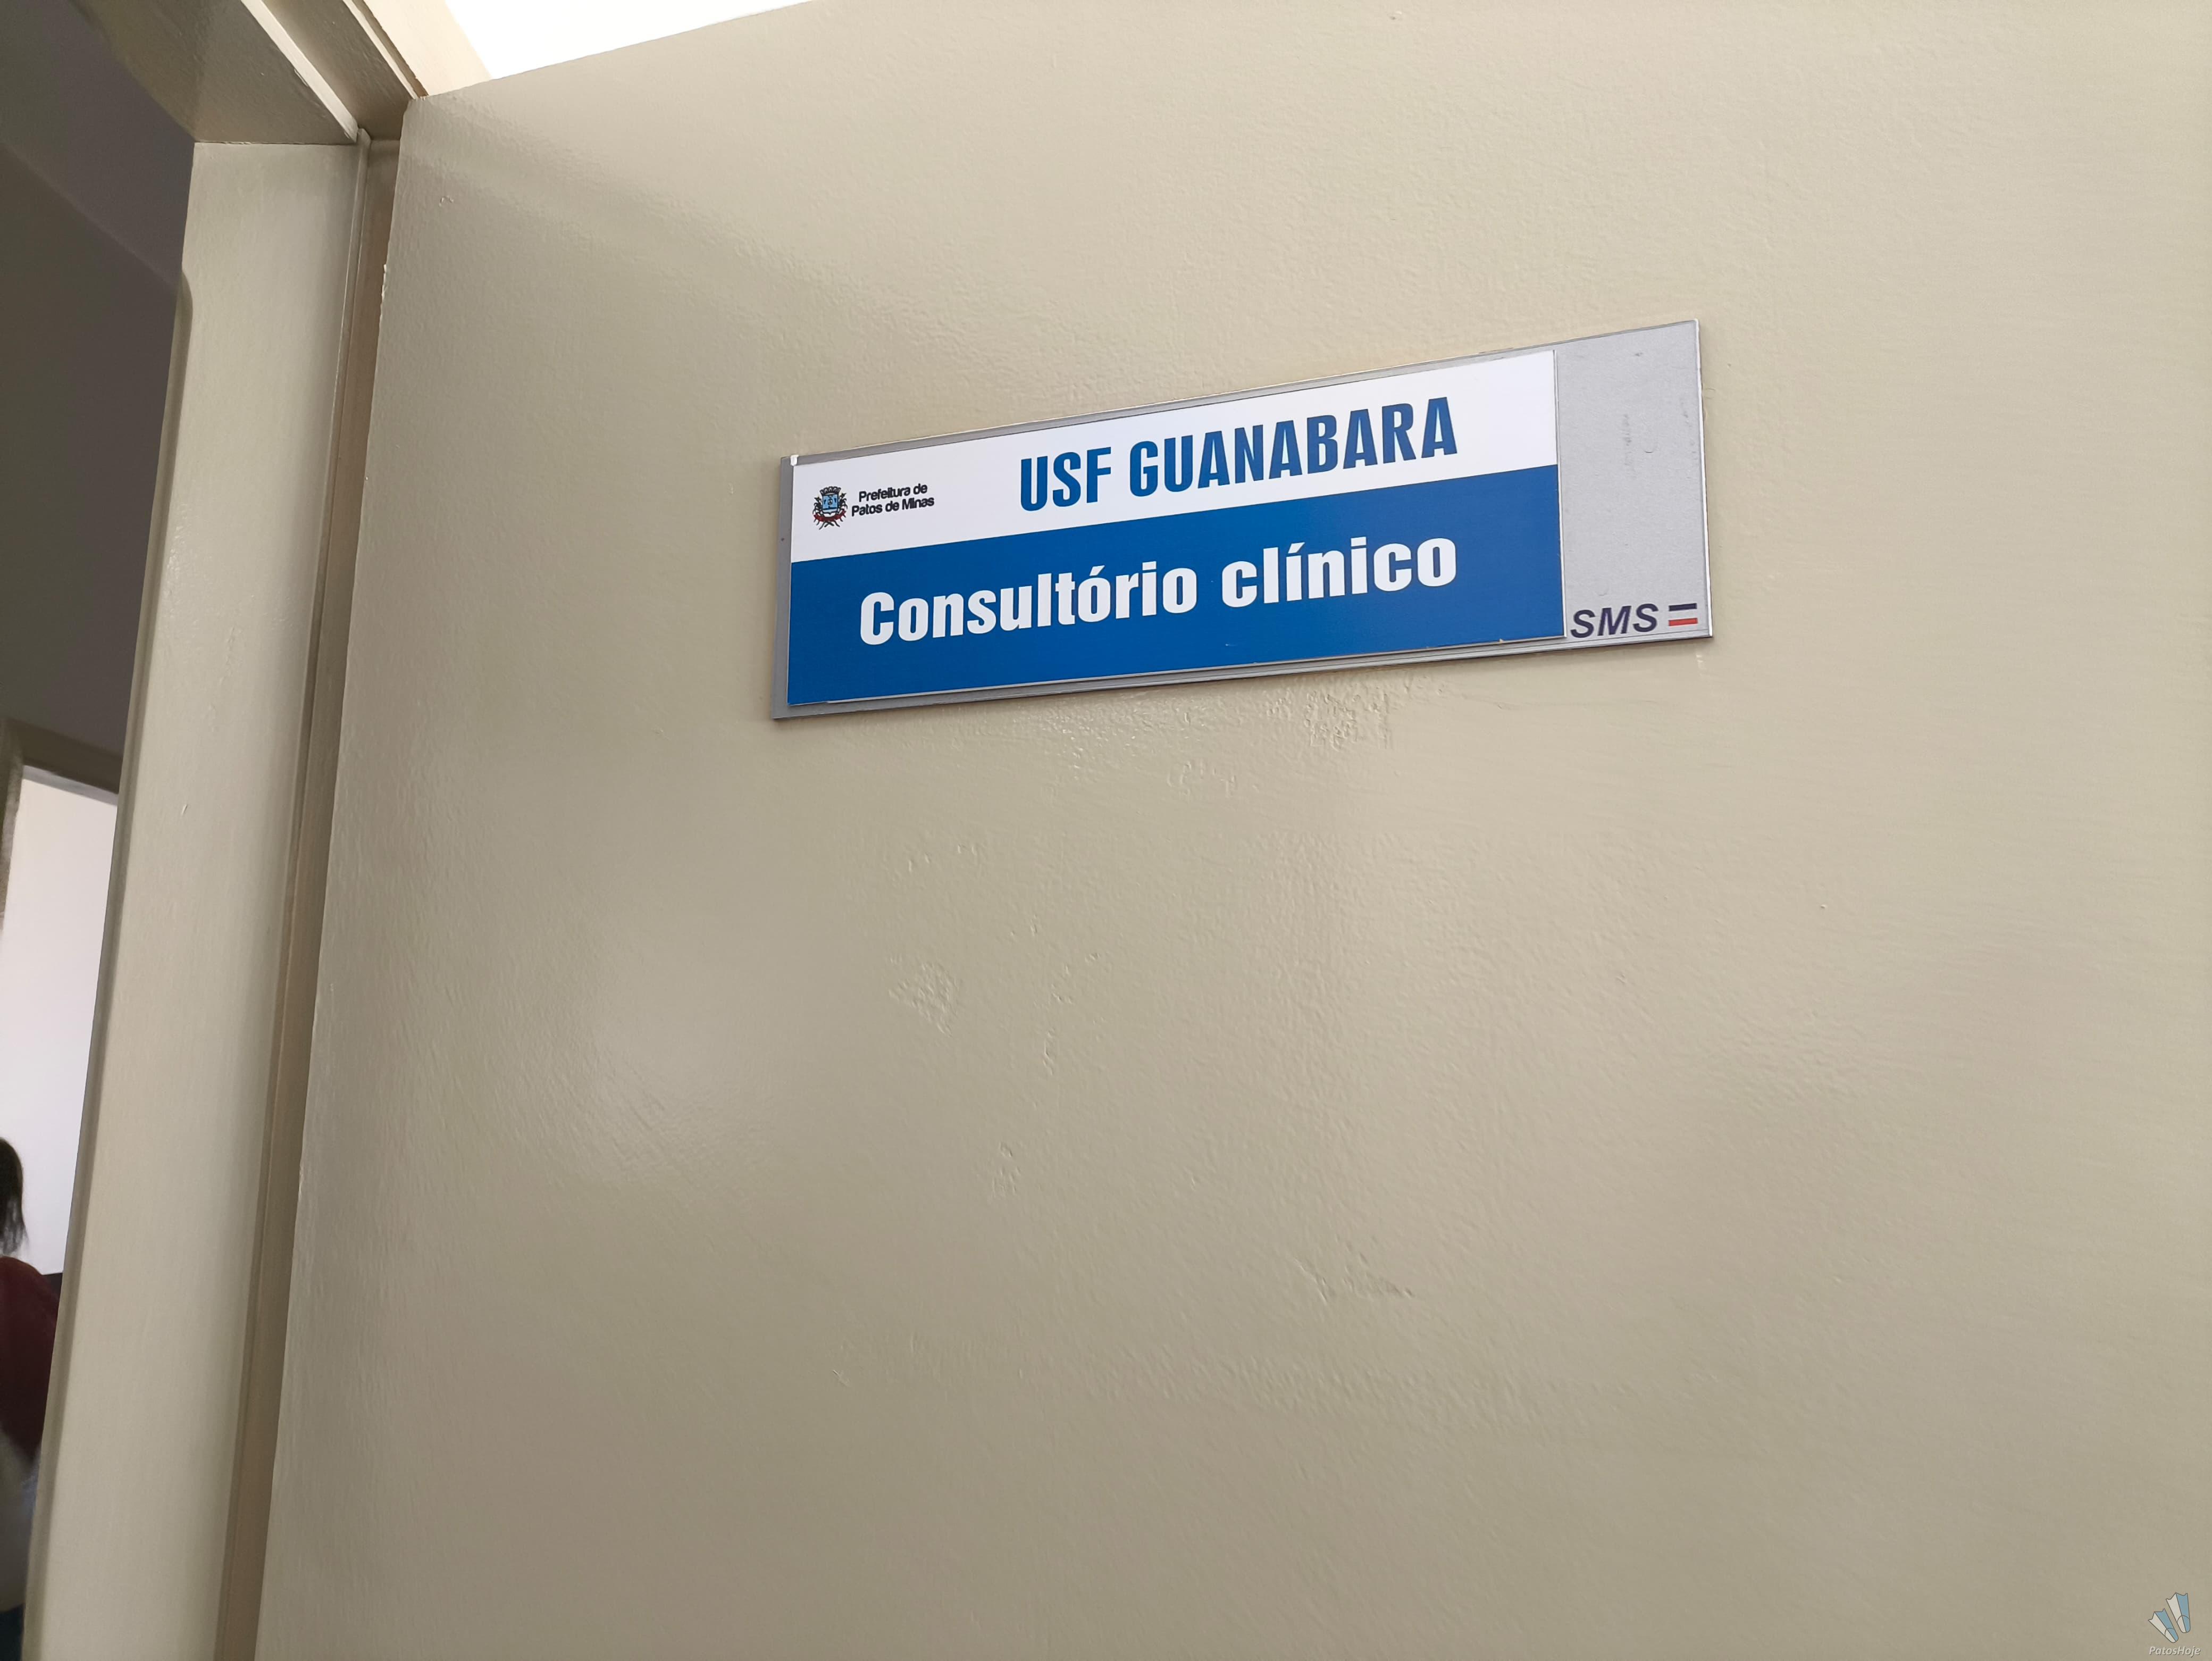 USF GUANABARA
Prefeitura de
Patos de Minas
Consultório clínico
SMS
PatosHoje